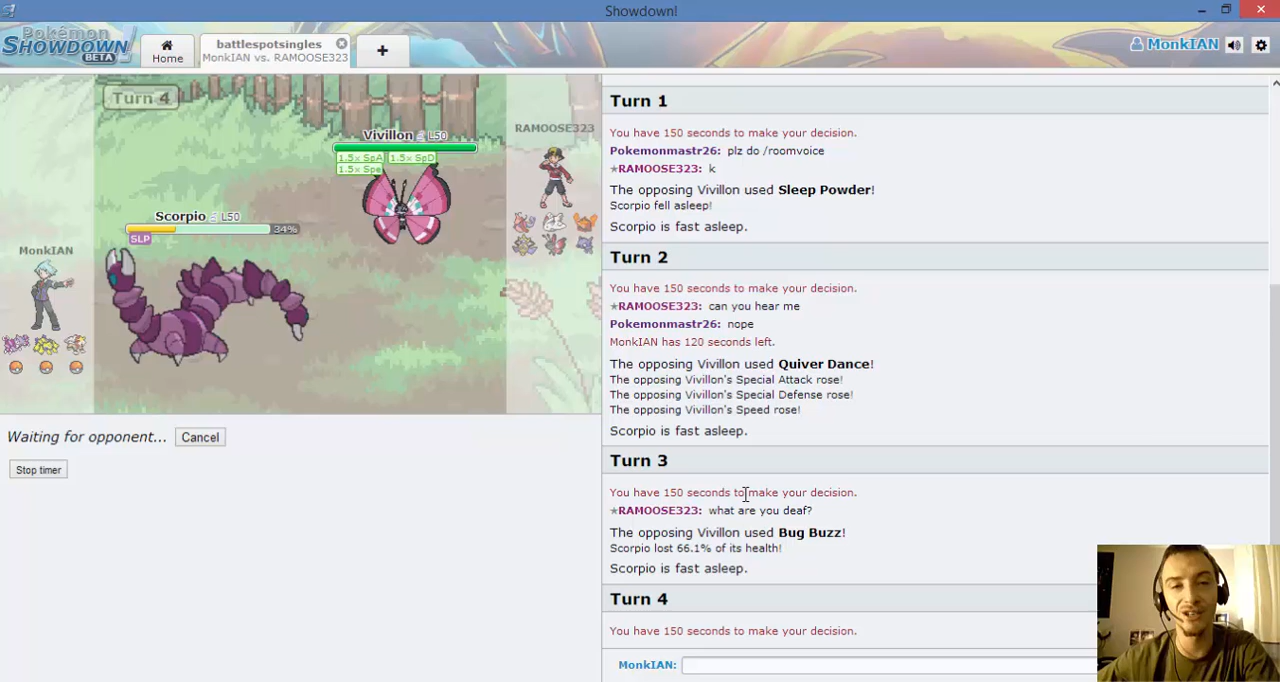 Showdown!
Pokémon
SHOWDOWN
BETA
Home
battlespotsingles
MonkIAN vs. RAMOOSE323
MonkIAN
Turn 4
Vivillon L50
1.5x SpA 1.5x SpD
1.5x Spe
RAMOOSE323
Scorpio L50
34%
SLP
MonkIAN
Waiting for opponent... Cancel
Stop timer
Turn 1
You have 150 seconds to make your decision.
Pokemonmastr26: plz do /roomvoice
★RAMOOSE323: k
The opposing Vivillon used Sleep Powder!
Scorpio fell asleep!
Scorpio is fast asleep.
Turn 2
You have 150 seconds to make your decision.
★RAMOOSE323: can you hear me
Pokemonmastr26: nope
MonkIAN has 120 seconds left.
The opposing Vivillon used Quiver Dance!
The opposing Vivillon's Special Attack rose!
The opposing Vivillon's Special Defense rose!
The opposing Vivillon's Speed rose!
Scorpio is fast asleep.
Turn 3
You have 150 seconds to make your decision.
★RAMOOSE323: what are you deaf?
The opposing Vivillon used Bug Buzz!
Scorpio lost 66.1% of its health!
Scorpio is fast asleep.
Turn 4
You have 150 seconds to make your decision.
MonkIAN: